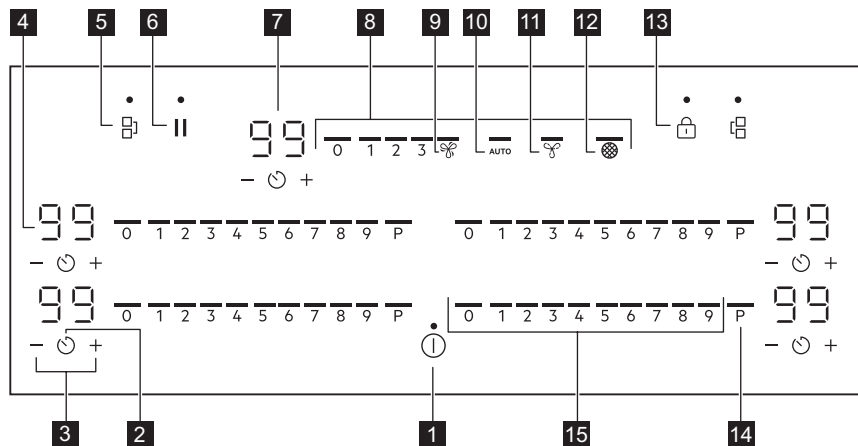 4 5 6 7 8 9 10 11 12 13
99 0 1 2 3 AUTO
− +
99 0 1 2 3 4 5 6 7 8 9 P 0 1 2 3 4 5 6 7 8 9 P 99
− + − +
99 0 1 2 3 4 5 6 7 8 9 P 0 1 2 3 4 5 6 7 8 9 P 99
− + − +
3 2 1 15 14